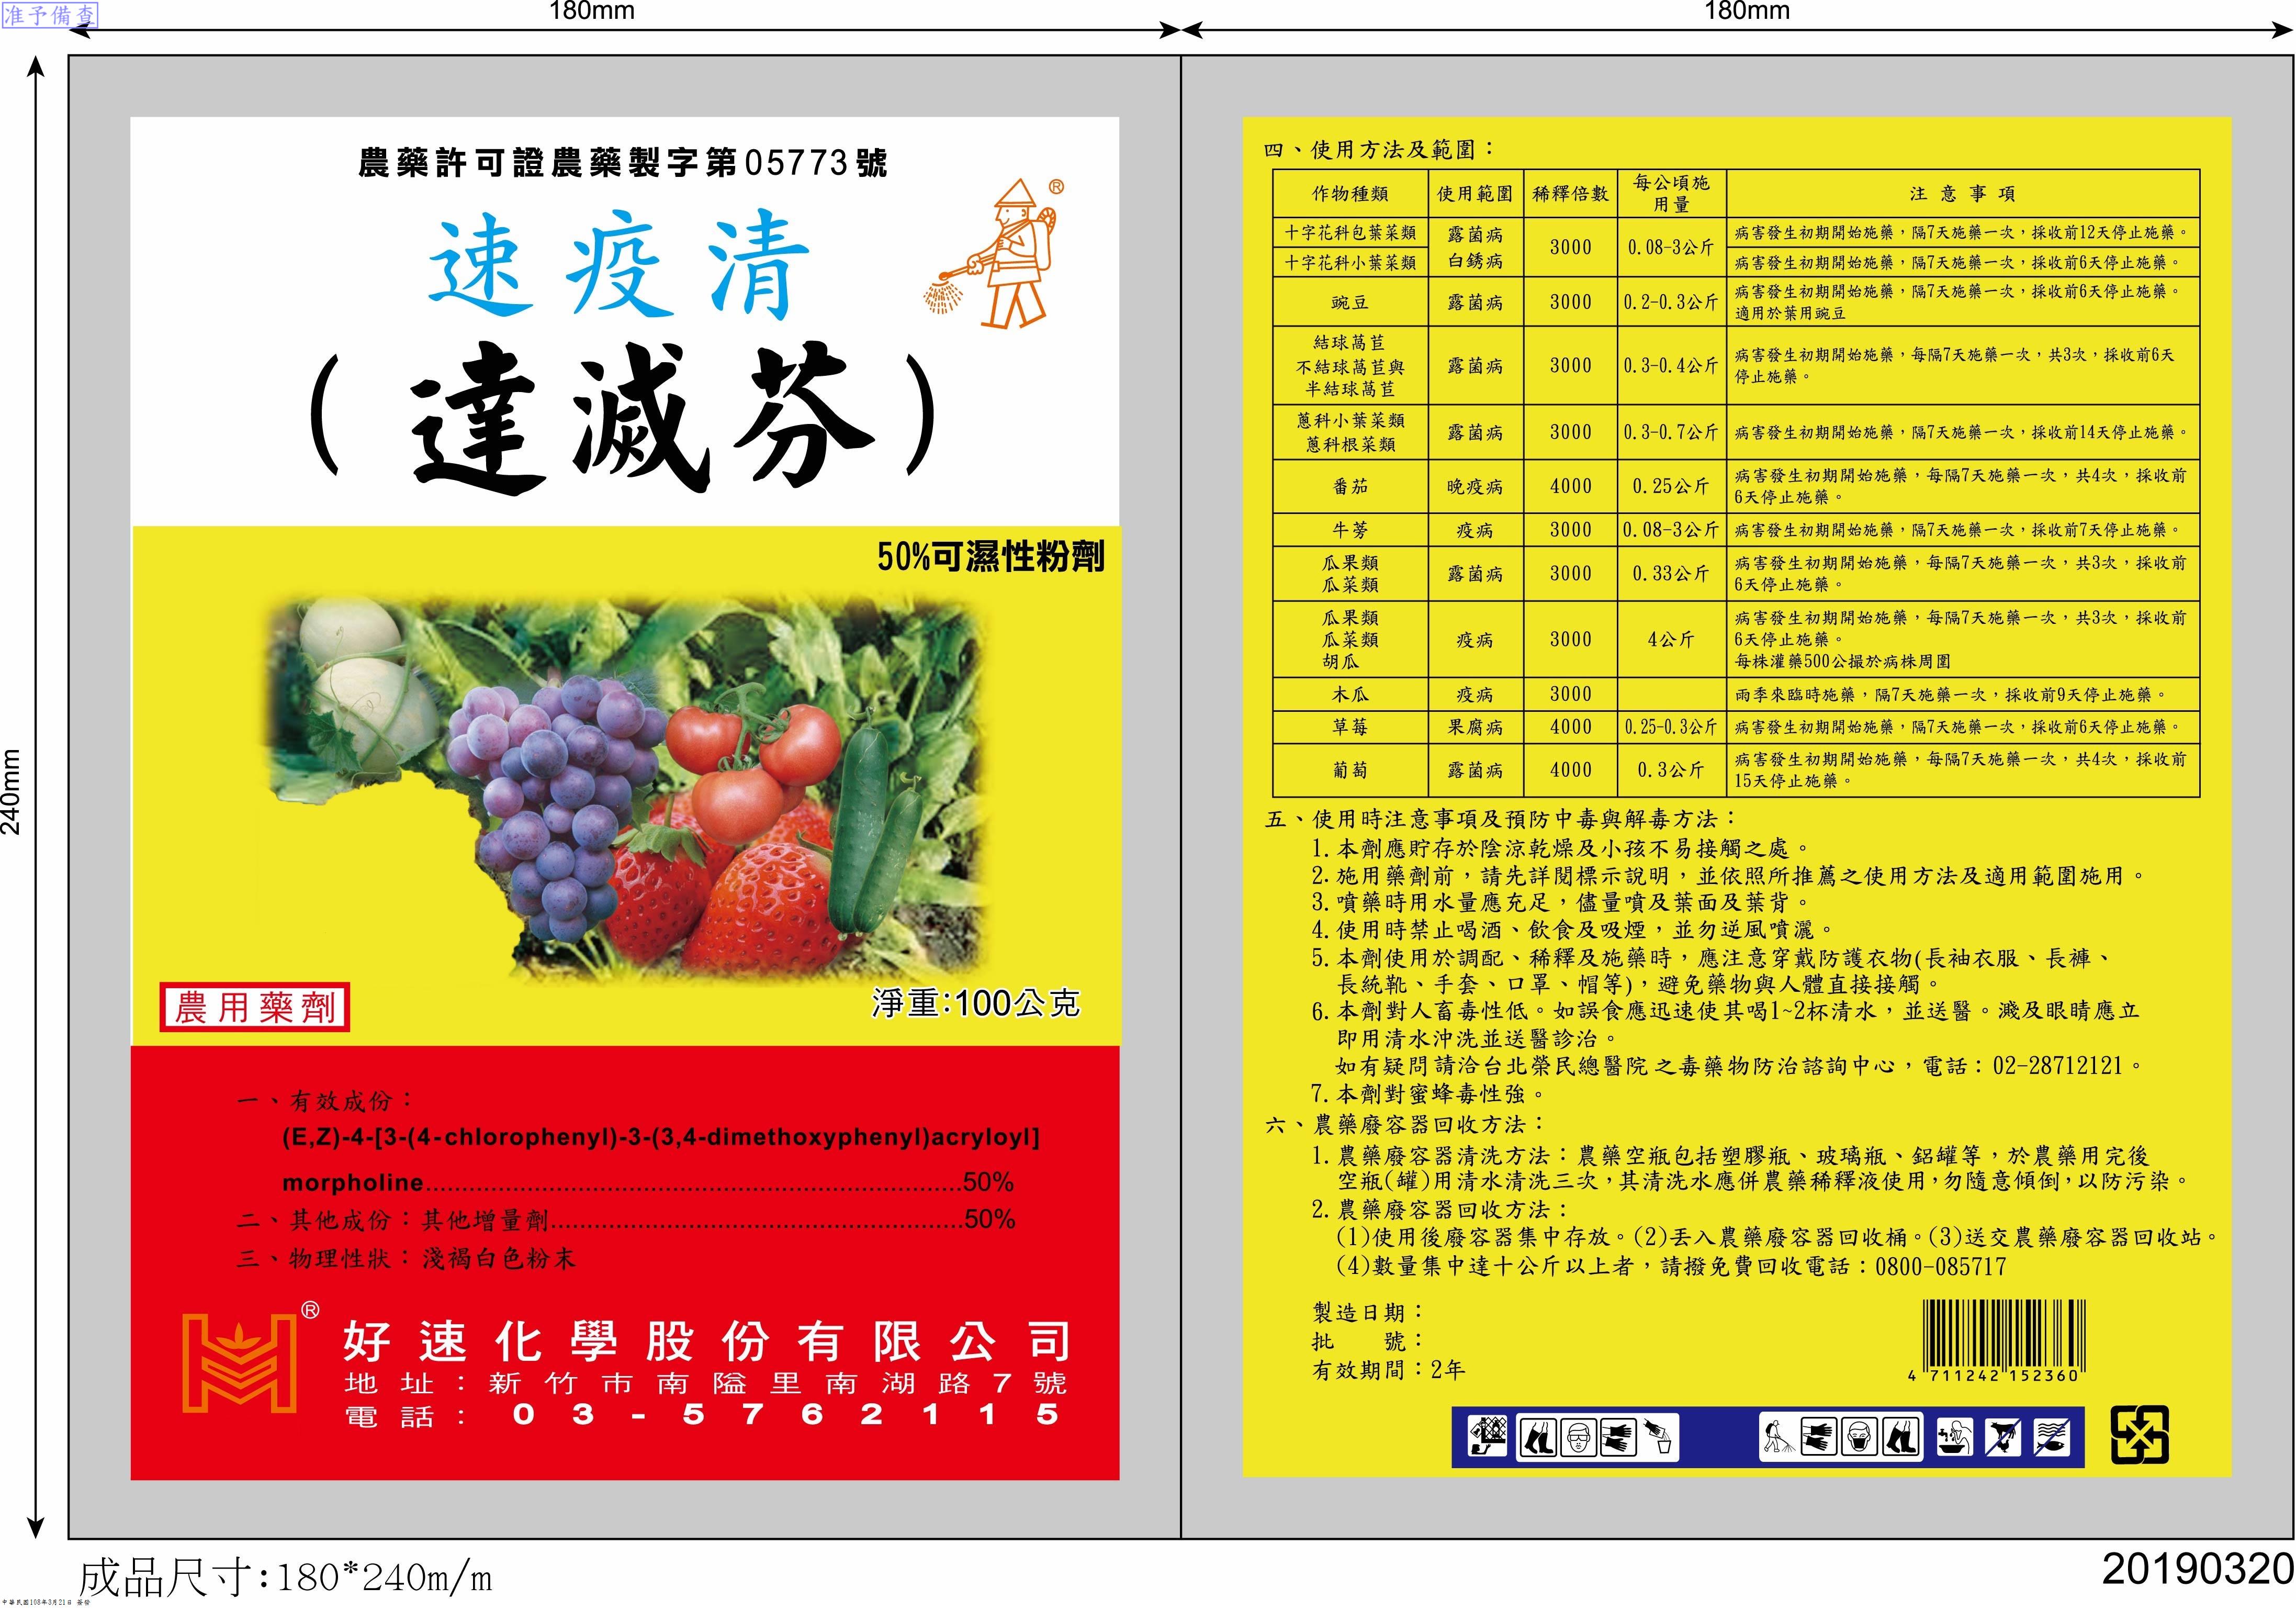 准予備查
180mm
180mm
240mm
農藥許可證農藥製字第05773號
速疫清
®
(達滅芬)
50%可濕性粉劑
農用藥劑
淨重:100公克
一、有效成份：
(E,Z)-4-[3-(4-chlorophenyl)-3-(3,4-dimethoxyphenyl)acryloyl]
morpholine..........................................................................50%
二、其他成份：其他增量劑.........................................................50%
三、物理性狀：淺褐白色粉末
®
好速化學股份有限公司
地址：新竹市南隘里南湖路7號
電話：03-5762115
四、使用方法及範圍：
作物種類 使用範圍 稀釋倍數 每公頃施用量 注意事項
十字花科包葉菜類 露菌病 白銹病 3000 0.08-3公斤 病害發生初期開始施藥，隔7天施藥一次，採收前12天停止施藥。
十字花科小葉菜類 病害發生初期開始施藥，隔7天施藥一次，採收前6天停止施藥。
豌豆 露菌病 3000 0.2-0.3公斤 病害發生初期開始施藥，隔7天施藥一次，採收前6天停止施藥。
適用於葉用豌豆
結球萵苣
不結球萵苣與
半結球萵苣
露菌病 3000 0.3-0.4公斤 病害發生初期開始施藥，每隔7天施藥一次，共3次，採收前6天
停止施藥。
蔥科小葉菜類
蔥科根菜類
露菌病 3000 0.3-0.7公斤 病害發生初期開始施藥，隔7天施藥一次，採收前14天停止施藥。
番茄 晚疫病 4000 0.25公斤 病害發生初期開始施藥，每隔7天施藥一次，共4次，採收前
6天停止施藥。
牛蒡 疫病 3000 0.08-3公斤 病害發生初期開始施藥，隔7天施藥一次，採收前7天停止施藥。
瓜果類
瓜菜類
露菌病 3000 0.33公斤 病害發生初期開始施藥，每隔7天施藥一次，共3次，採收前
6天停止施藥。
瓜果類
瓜菜類
胡瓜
疫病 3000 4公斤 病害發生初期開始施藥，每隔7天施藥一次，共3次，採收前
6天停止施藥。
每株灌藥500公撮於病株周圍
木瓜 疫病 3000 雨季來臨時施藥，隔7天施藥一次，採收前9天停止施藥。
草莓 果腐病 4000 0.25-0.3公斤 病害發生初期開始施藥，隔7天施藥一次，採收前6天停止施藥。
葡萄 露菌病 4000 0.3公斤 病害發生初期開始施藥，每隔7天施藥一次，共4次，採收前
15天停止施藥。
五、使用時注意事項及預防中毒與解毒方法：
1.本劑應貯存於陰涼乾燥及小孩不易接觸之處。
2.施用藥劑前，請先詳閱標示說明，並依照所推薦之使用方法及適用範圍施用。
3.噴藥時用水量應充足，儘量噴及葉面及葉背。
4.使用時禁止喝酒、飲食及吸煙，並勿逆風噴灑。
5.本劑使用於調配、稀釋及施藥時，應注意穿戴防護衣物(長袖衣服、長褲、
長統靴、手套、口罩、帽等)，避免藥物與人體直接接觸。
6.本劑對人畜毒性低。如誤食應迅速使其喝1~2杯清水，並送醫。濺及眼睛應立
即用清水沖洗並送醫診治。
如有疑問請洽台北榮民總醫院之毒藥物防治諮詢中心，電話：02-28712121。
7.本劑對蜜蜂毒性強。
六、農藥廢容器回收方法：
1.農藥廢容器清洗方法：農藥空瓶包括塑膠瓶、玻璃瓶、鋁罐等，於農藥用完後
空瓶(罐)用清水清洗三次，其清洗水應併農藥稀釋液使用，勿隨意傾倒，以防污染。
2.農藥廢容器回收方法：
(1)使用後廢容器集中存放。(2)丟入農藥廢容器回收桶。(3)送交農藥廢容器回收站。
(4)數量集中達十公斤以上者，請撥免費回收電話：0800-085717
製造日期：
批號：
有效期間：2年
4 711242 152360
成品尺寸:180*240m/m
20190320
中華民國108年3月21日 簽發